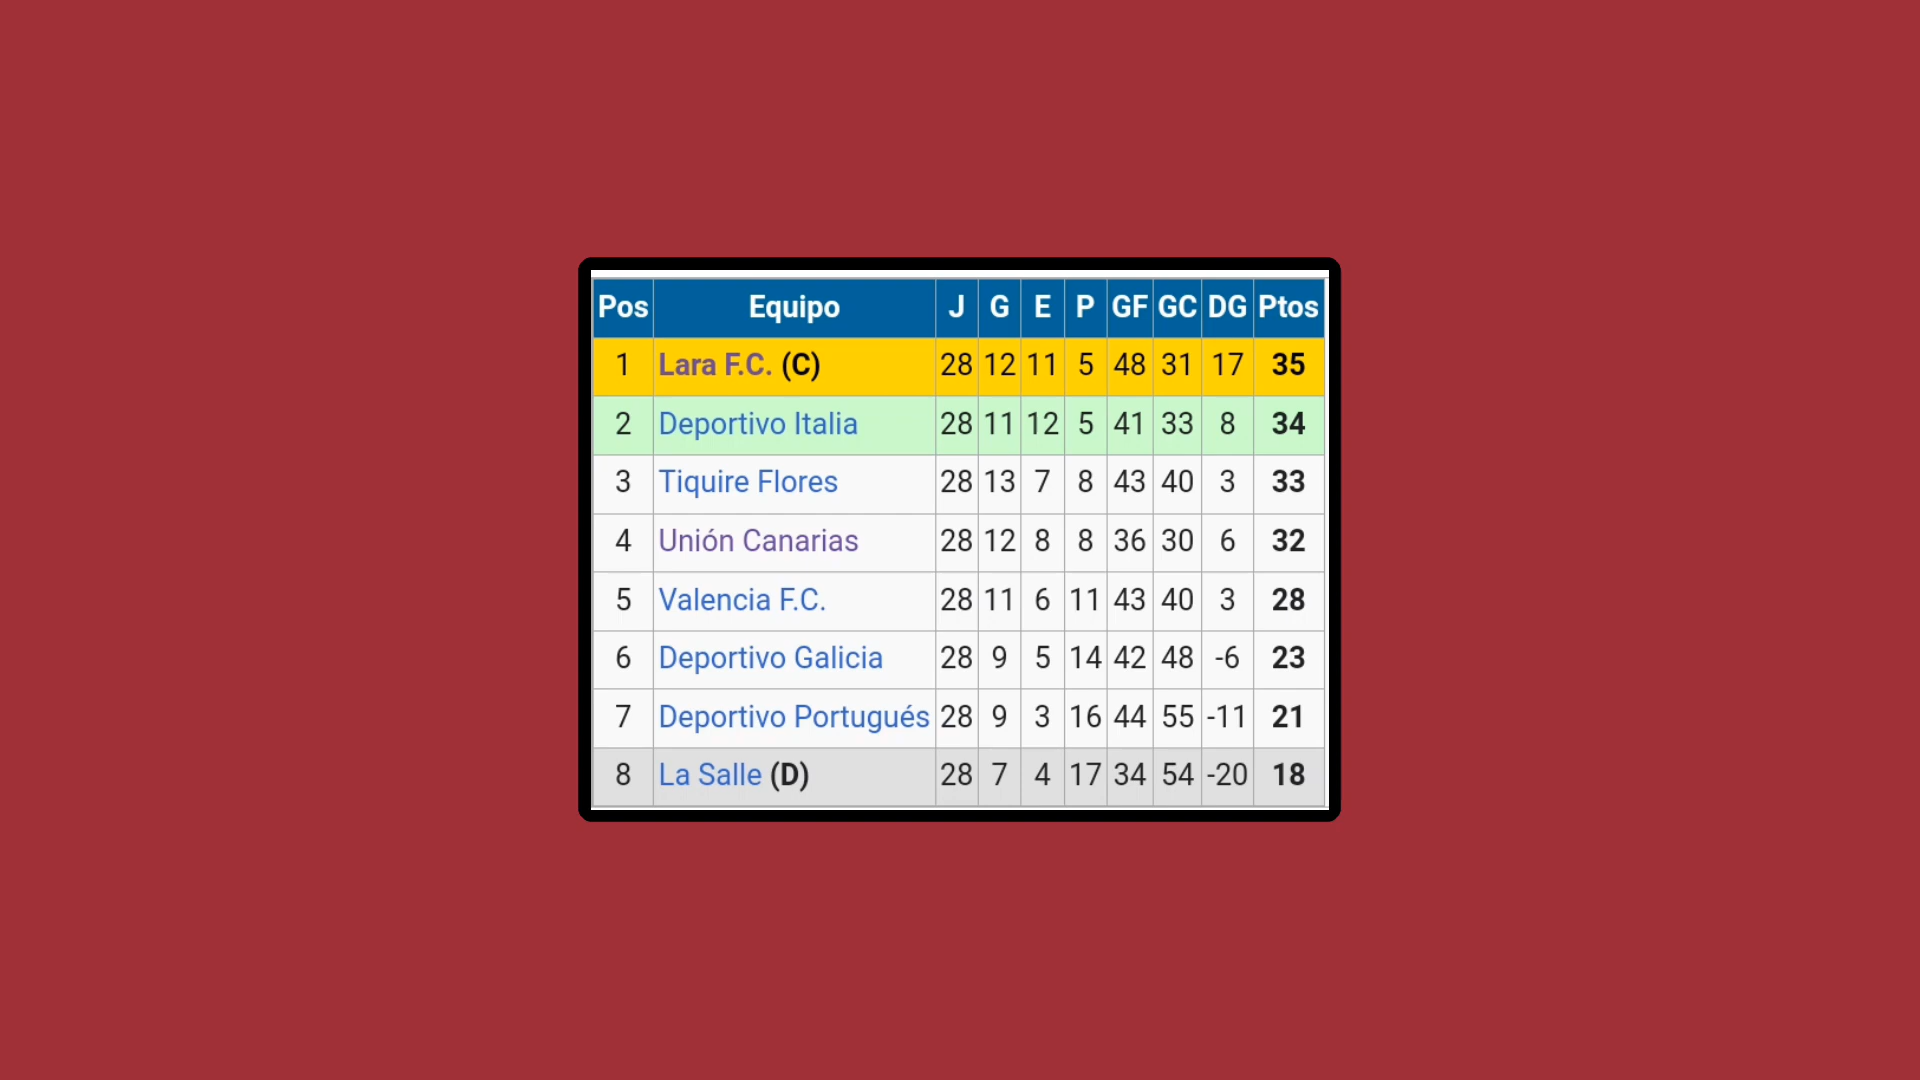 Pos Equipo J G E P GF GC DG Ptos
1 Lara F.C. (C) 28 12 11 5 48 31 17 35
2 Deportivo Italia 28 11 12 5 41 33 8 34
3 Tiquire Flores 28 13 7 8 43 40 3 33
4 Unión Canarias 28 12 8 8 36 30 6 32
5 Valencia F.C. 28 11 6 11 43 40 3 28
6 Deportivo Galicia 28 9 5 14 42 48 -6 23
7 Deportivo Portugués 28 9 3 16 44 55 -11 21
8 La Salle (D) 28 7 4 17 34 54 -20 18